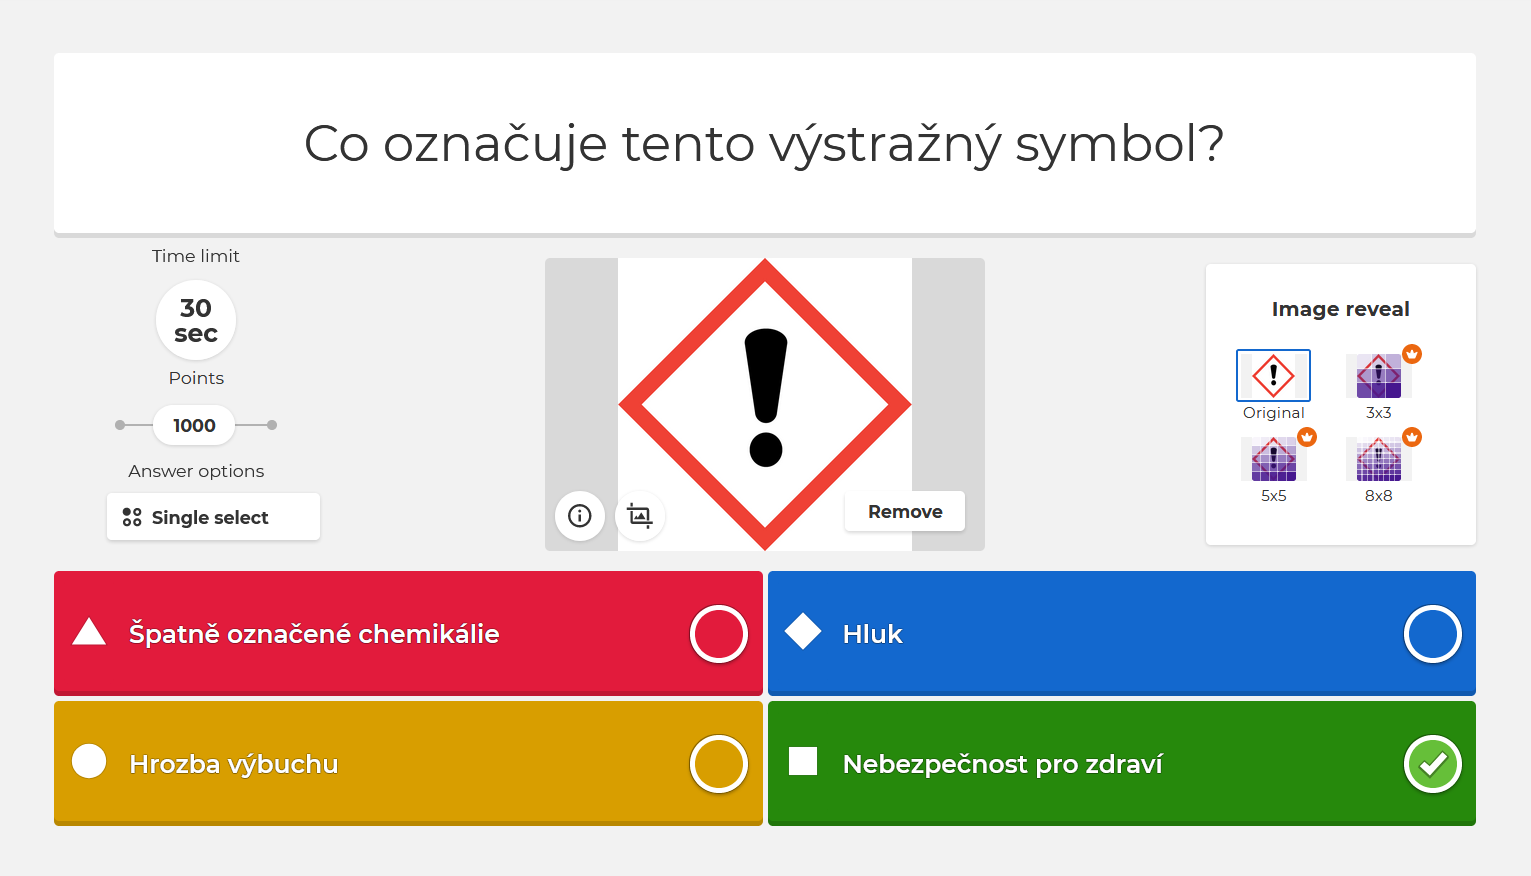 Co označuje tento výstražný symbol?
Time limit
30
sec
Points
1000
Answer options
Single select
Remove
Image reveal
Original
3x3
5x5
8x8
Špatně označené chemikálie
Hluk
Hrozba výbuchu
Nebezpečnost pro zdraví